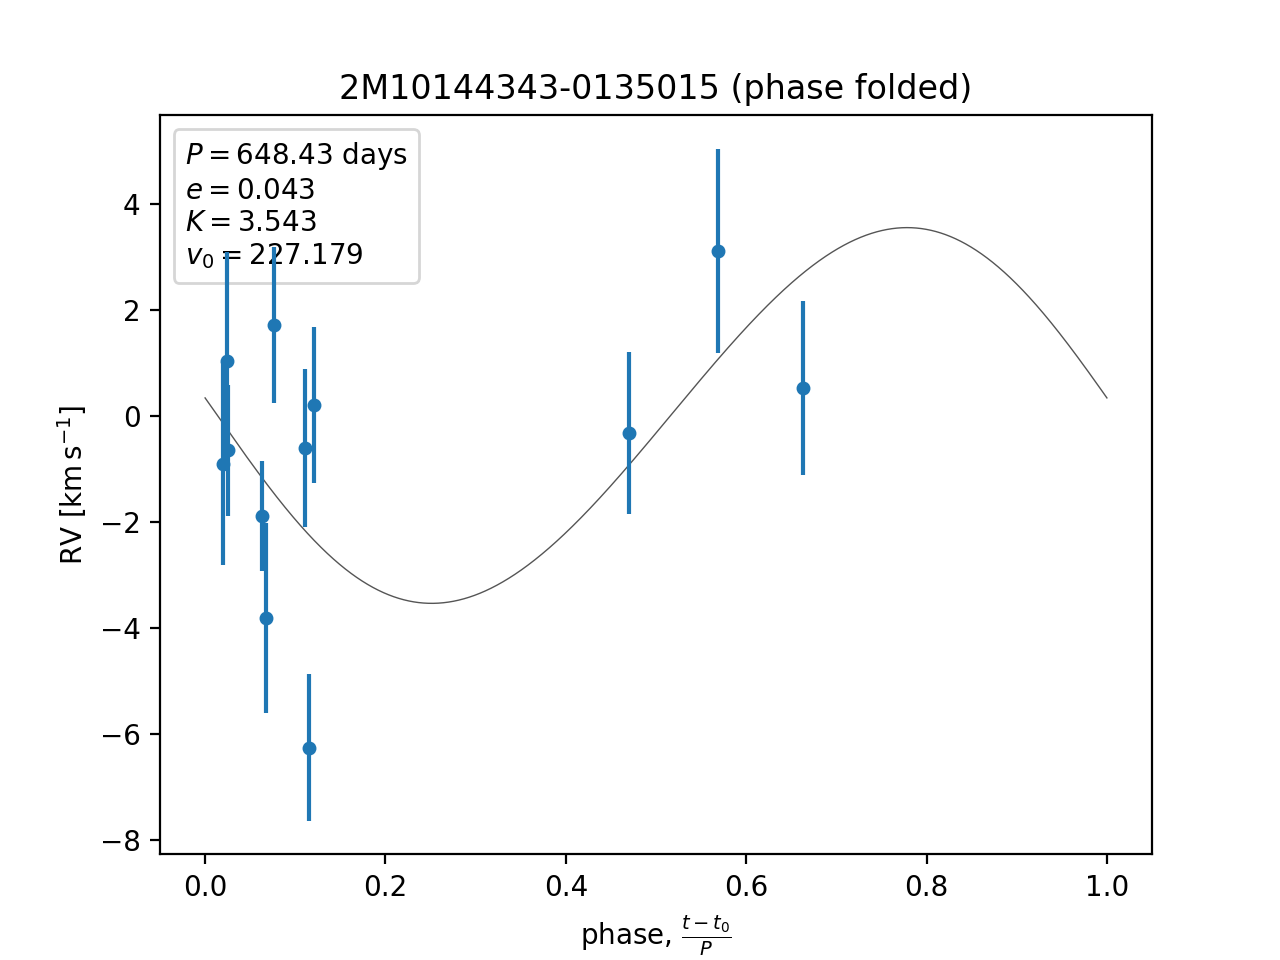 2M10144343-0135015 (phase folded)
P = 648.43 days
e = 0.043
K = 3.543
v₀ = 227.179
4
2
0
−2
−4
−6
−8
RV [km s⁻¹]
0.0 0.2 0.4 0.6 0.8 1.0
phase, (t − t₀)/P